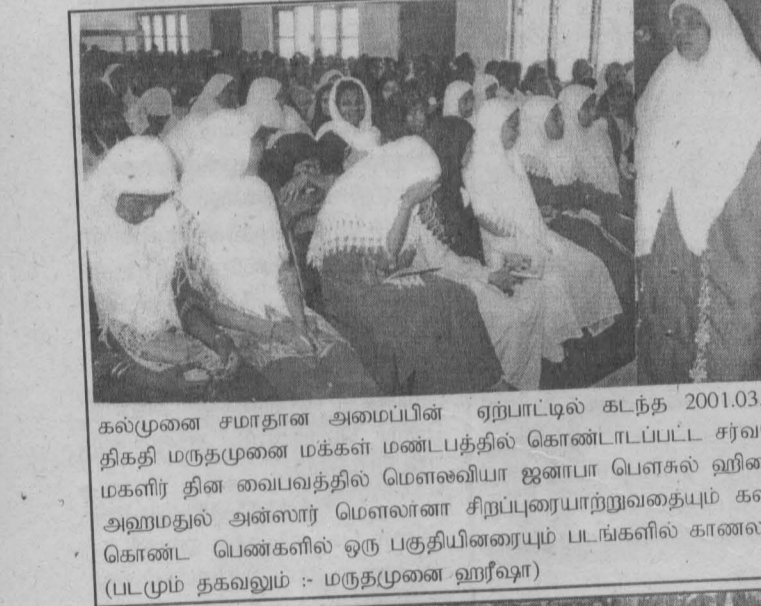 கல்முனை சமாதான அமைப்பின் ஏற்பாட்டில் கடந்த 2001.03.
திகதி மருதமுனை மக்கள் மண்டபத்தில் கொண்டாடப்பட்ட சர்வ
மகளிர் தின வைபவத்தில் மௌலவியா ஜனாபா பௌசுல் ஹின
அஹமதுல் அன்ஸார் மௌலானா சிறப்புரையாற்றுவதையும் கல
கொண்ட பெண்களில் ஒரு பகுதியினரையும் படங்களில் காணல
(படமும் தகவலும் :- மருதமுனை ஹரீஷா)